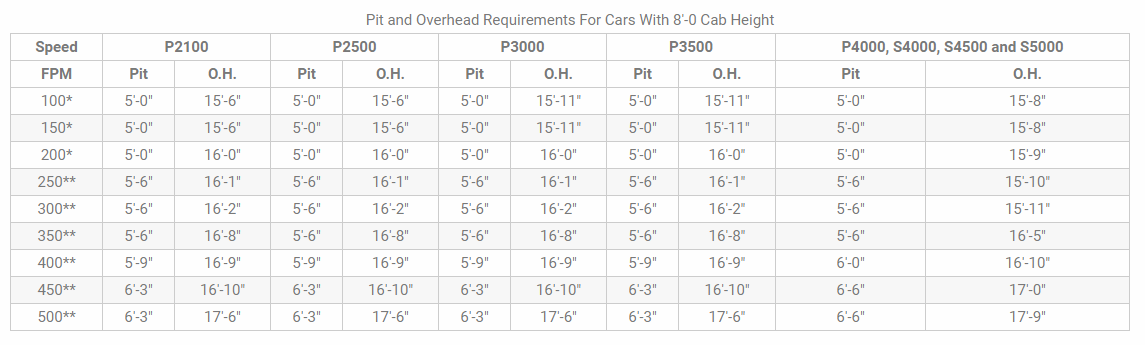 Pit and Overhead Requirements For Cars With 8'-0 Cab Height
Speed P2100 P2500 P3000 P3500 P4000, S4000, S4500 and S5000
FPM Pit O.H. Pit O.H. Pit O.H. Pit O.H. Pit O.H.
100* 5'-0" 15'-6" 5'-0" 15'-6" 5'-0" 15'-11" 5'-0" 15'-11" 5'-0" 15'-8"
150* 5'-0" 15'-6" 5'-0" 15'-6" 5'-0" 15'-11" 5'-0" 15'-11" 5'-0" 15'-8"
200* 5'-0" 16'-0" 5'-0" 16'-0" 5'-0" 16'-0" 5'-0" 16'-0" 5'-0" 15'-9"
250** 5'-6" 16'-1" 5'-6" 16'-1" 5'-6" 16'-1" 5'-6" 16'-1" 5'-6" 15'-10"
300** 5'-6" 16'-2" 5'-6" 16'-2" 5'-6" 16'-2" 5'-6" 16'-2" 5'-6" 15'-11"
350** 5'-6" 16'-8" 5'-6" 16'-8" 5'-6" 16'-8" 5'-6" 16'-8" 5'-6" 16'-5"
400** 5'-9" 16'-9" 5'-9" 16'-9" 5'-9" 16'-9" 5'-9" 16'-9" 6'-0" 16'-10"
450** 6'-3" 16'-10" 6'-3" 16'-10" 6'-3" 16'-10" 6'-3" 16'-10" 6'-6" 17'-0"
500** 6'-3" 17'-6" 6'-3" 17'-6" 6'-3" 17'-6" 6'-3" 17'-6" 6'-6" 17'-9"